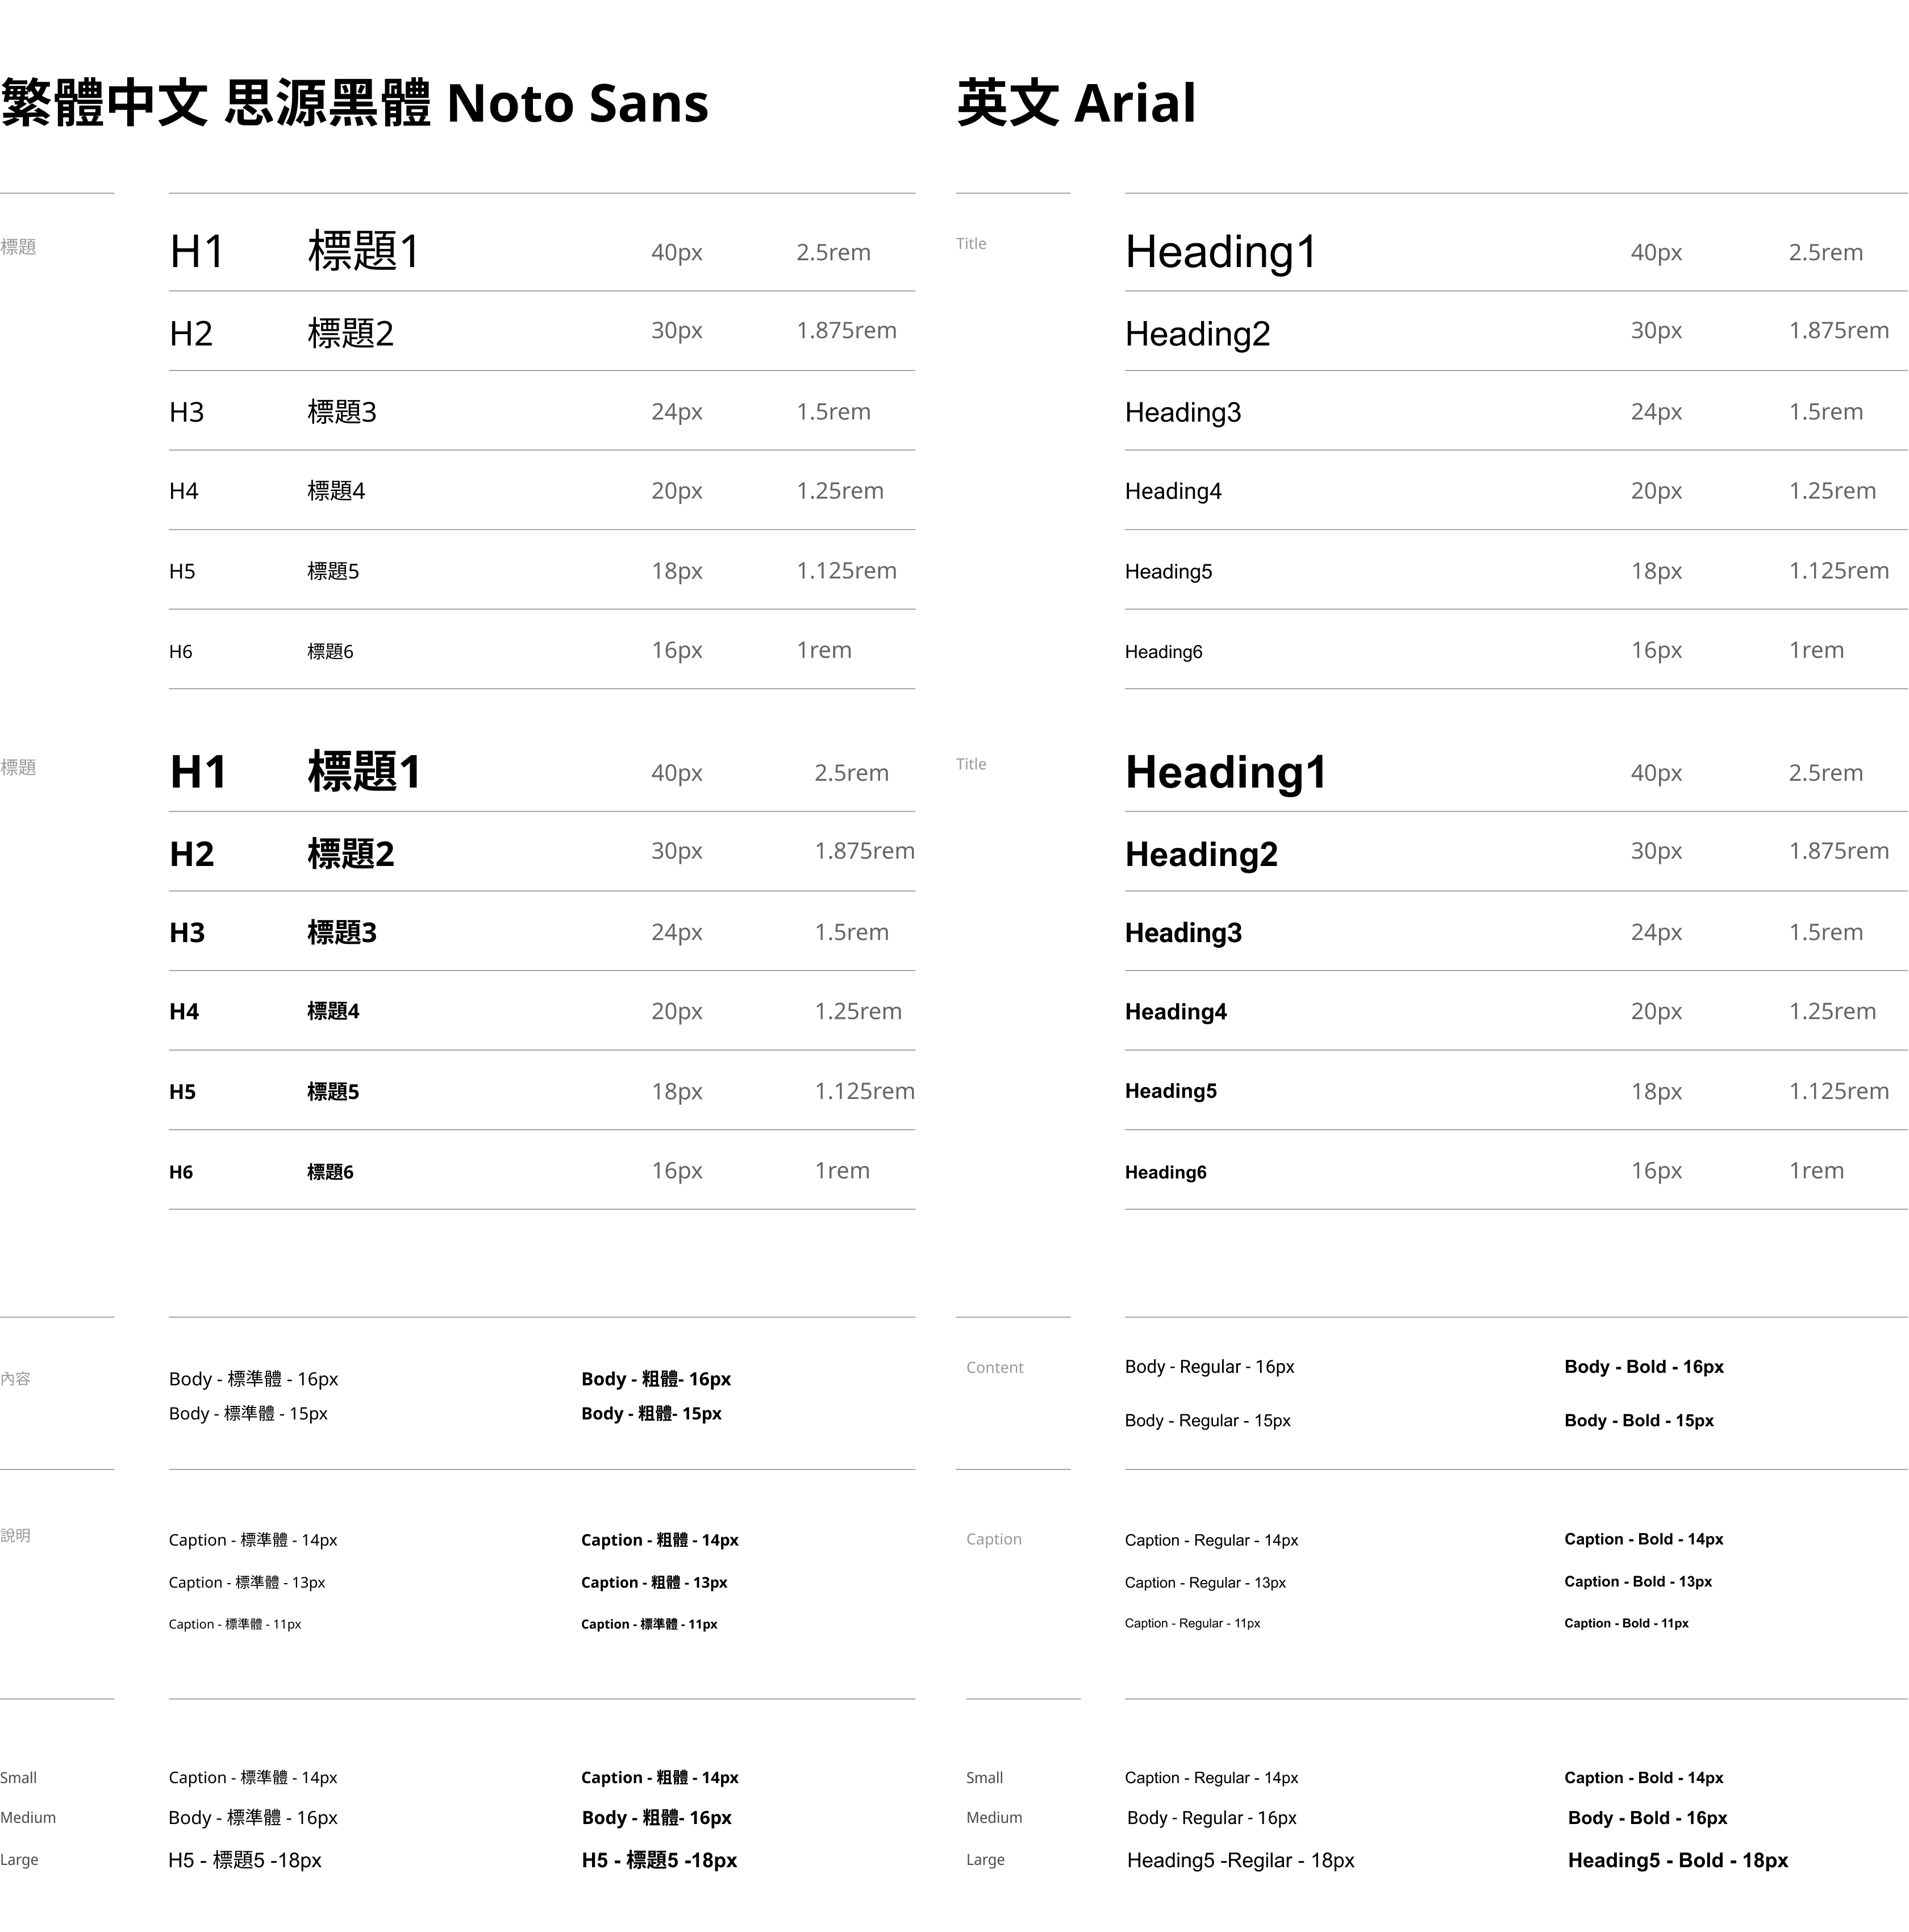 繁體中文 思源黑體 Noto Sans
標題
H1 標題1 40px 2.5rem
H2 標題2 30px 1.875rem
H3 標題3 24px 1.5rem
H4 標題4 20px 1.25rem
H5 標題5 18px 1.125rem
H6 標題6 16px 1rem
標題
H1 標題1 40px 2.5rem
H2 標題2 30px 1.875rem
H3 標題3 24px 1.5rem
H4 標題4 20px 1.25rem
H5 標題5 18px 1.125rem
H6 標題6 16px 1rem
內容
Body - 標準體 - 16px Body - 粗體- 16px
Body - 標準體 - 15px Body - 粗體- 15px
說明
Caption - 標準體 - 14px Caption - 粗體 - 14px
Caption - 標準體 - 13px Caption - 粗體 - 13px
Caption - 標準體 - 11px Caption - 標準體 - 11px
Small Caption - 標準體 - 14px Caption - 粗體 - 14px
Medium Body - 標準體 - 16px Body - 粗體- 16px
Large H5 - 標題5 -18px H5 - 標題5 -18px
英文 Arial
Title
Heading1 40px 2.5rem
Heading2 30px 1.875rem
Heading3 24px 1.5rem
Heading4 20px 1.25rem
Heading5 18px 1.125rem
Heading6 16px 1rem
Title
Heading1 40px 2.5rem
Heading2 30px 1.875rem
Heading3 24px 1.5rem
Heading4 20px 1.25rem
Heading5 18px 1.125rem
Heading6 16px 1rem
Content
Body - Regular - 16px Body - Bold - 16px
Body - Regular - 15px Body - Bold - 15px
Caption
Caption - Regular - 14px Caption - Bold - 14px
Caption - Regular - 13px Caption - Bold - 13px
Caption - Regular - 11px Caption - Bold - 11px
Small Caption - Regular - 14px Caption - Bold - 14px
Medium Body - Regular - 16px Body - Bold - 16px
Large Heading5 -Regilar - 18px Heading5 - Bold - 18px